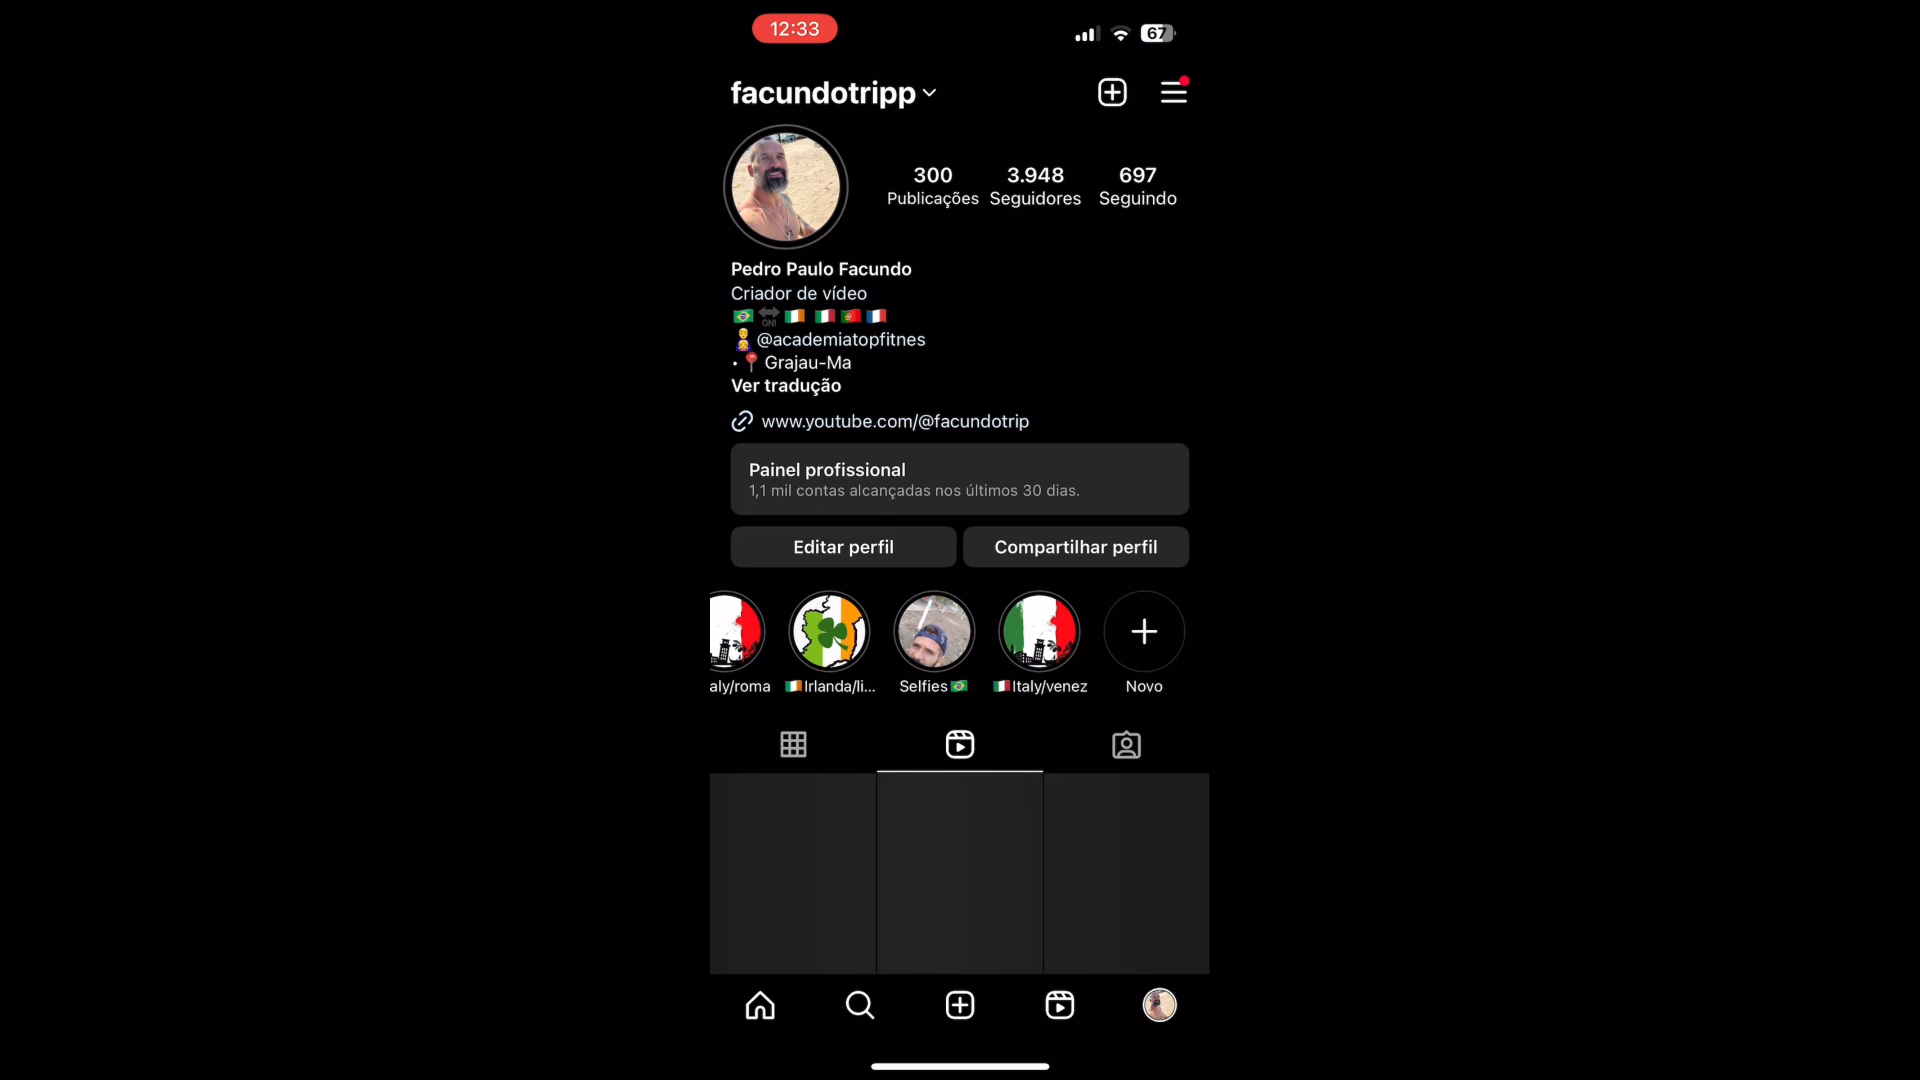 12:33
67
facundotripp
300
3.948
697
Publicações
Seguidores
Seguindo
Pedro Paulo Facundo
Criador de vídeo
🇧🇷 ON! 🇮🇪 🇮🇹 🇵🇹 🇫🇷
@academiatopfitnes
•📍 Grajau-Ma
Ver tradução
www.youtube.com/@facundotrip
Painel profissional
1,1 mil contas alcançadas nos últimos 30 dias.
Editar perfil
Compartilhar perfil
aly/roma
🇮🇪Irlanda/li...
Selfies🇧🇷
🇮🇹Italy/venez
Novo